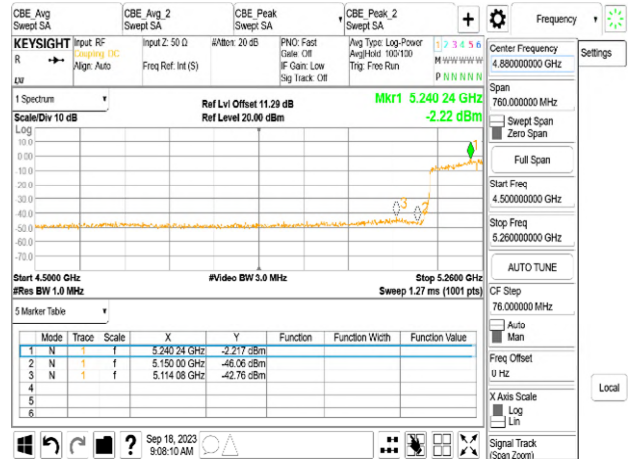 CBE_Avg
Swept SA
CBE_Avg_2
Swept SA
CBE_Peak
Swept SA
CBE_Peak_2
Swept SA
+
Frequency
KEYSIGHT
R
Input: RF
Coupling: DC
Align: Auto
Input Z: 50 Ω
Freq Ref: Int (S)
#Atten: 20 dB
PNO: Fast
Gate: Off
IF Gain: Low
Sig Track: Off
Avg Type: Log-Power
Avg|Hold: 100/100
Trig: Free Run
1 2 3 4 5 6
M W W W W W
P N N N N N
1 Spectrum
Scale/Div 10 dB
Ref Lvl Offset 11.29 dB
Ref Level 20.00 dBm
Mkr1 5.240 24 GHz
-2.22 dBm
Log
10.0
0.00
-10.0
-20.0
-30.0
-40.0
-50.0
-60.0
-70.0
1
3
2
Start 4.5000 GHz
#Res BW 1.0 MHz
#Video BW 3.0 MHz
Stop 5.2600 GHz
Sweep 1.27 ms (1001 pts)
5 Marker Table
Mode Trace Scale X Y Function Function Width Function Value
1 N 1 f 5.240 24 GHz -2.217 dBm
2 N 1 f 5.150 00 GHz -46.06 dBm
3 N 1 f 5.114 08 GHz -42.76 dBm
4
5
6
Sep 18, 2023
9:08:10 AM
?
Center Frequency
4.880000000 GHz
Span
760.000000 MHz
Swept Span
Zero Span
Full Span
Start Freq
4.500000000 GHz
Stop Freq
5.260000000 GHz
AUTO TUNE
CF Step
76.000000 MHz
Auto
Man
Freq Offset
0 Hz
X Axis Scale
Log
Lin
Signal Track
(Span Zoom)
Settings
Local